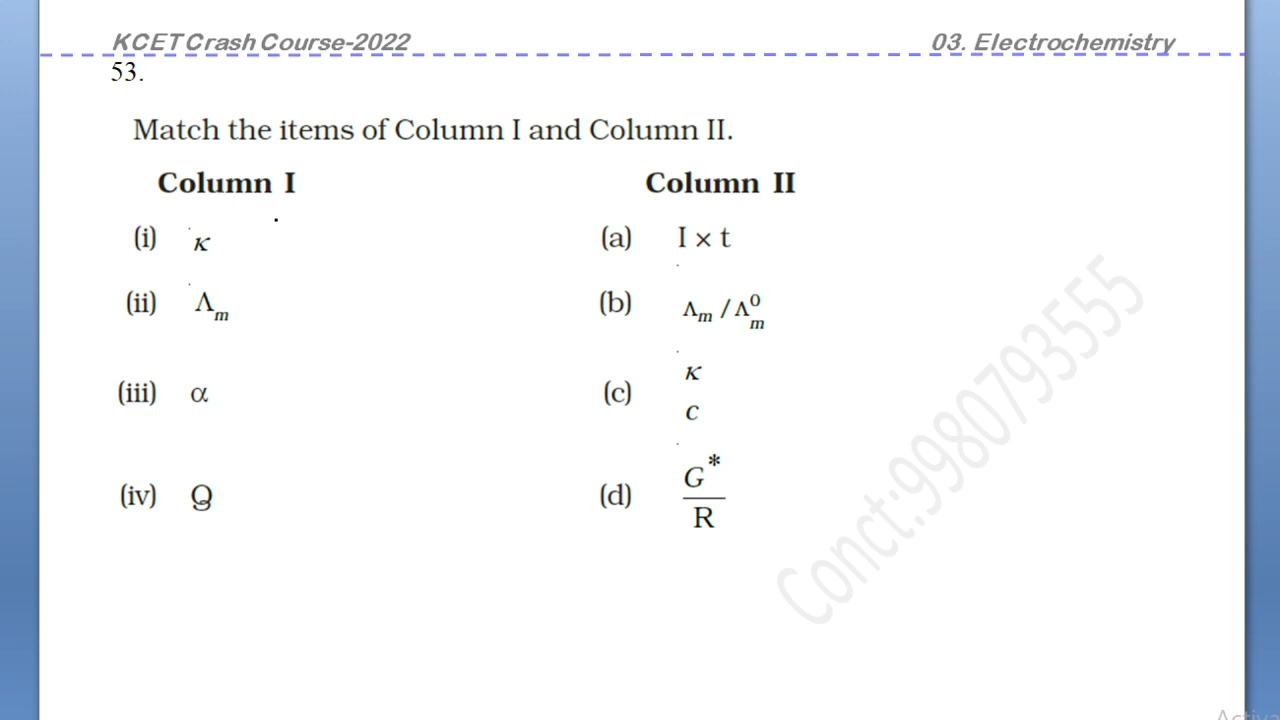 KCET Crash Course-2022 03. Electrochemistry
53.
Match the items of Column I and Column II.
Column I Column II
(i) κ (a) I × t
(ii) Λm (b) Λm / Λ⁰m
(iii) α (c) κ
c
(iv) Q (d) G*
R
Conct:9980793555